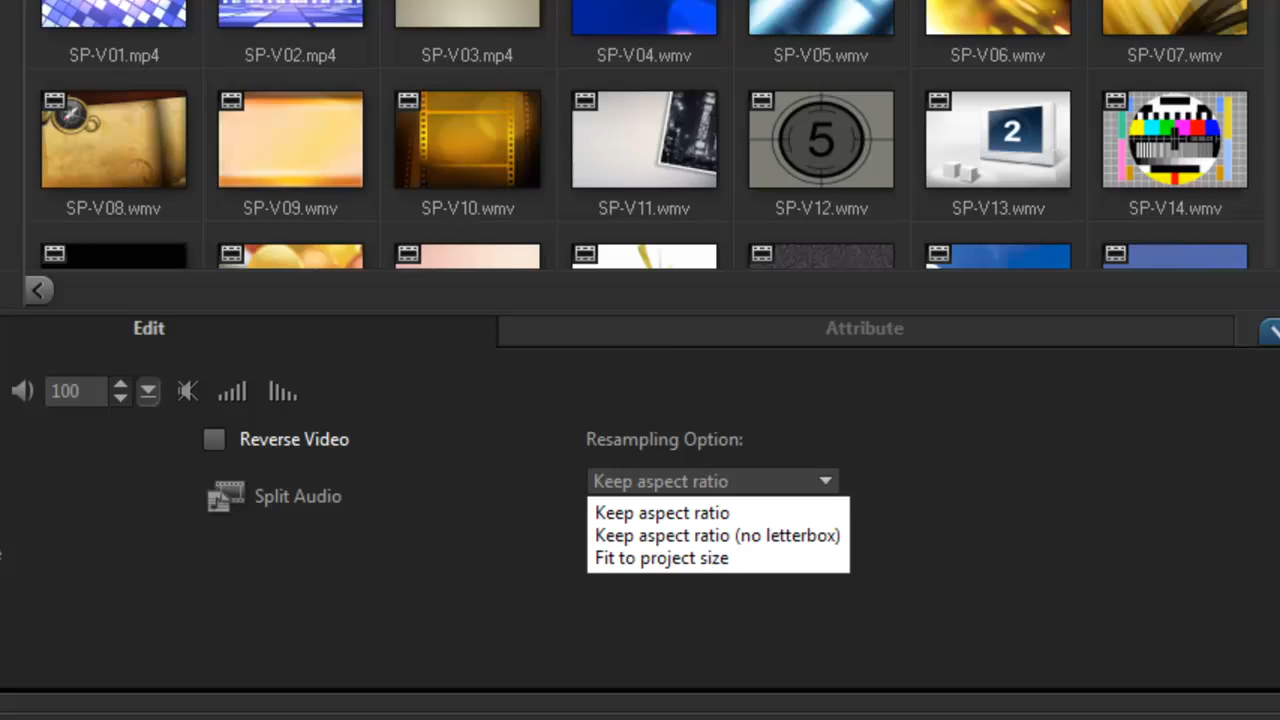 SP-V01.mp4 SP-V02.mp4 SP-V03.mp4 SP-V04.wmv SP-V05.wmv SP-V06.wmv SP-V07.wmv
5 2
SP-V08.wmv SP-V09.wmv SP-V10.wmv SP-V11.wmv SP-V12.wmv SP-V13.wmv SP-V14.wmv
Edit Attribute
100
Reverse Video Resampling Option:
Keep aspect ratio
Split Audio
Keep aspect ratio
Keep aspect ratio (no letterbox)
Fit to project size